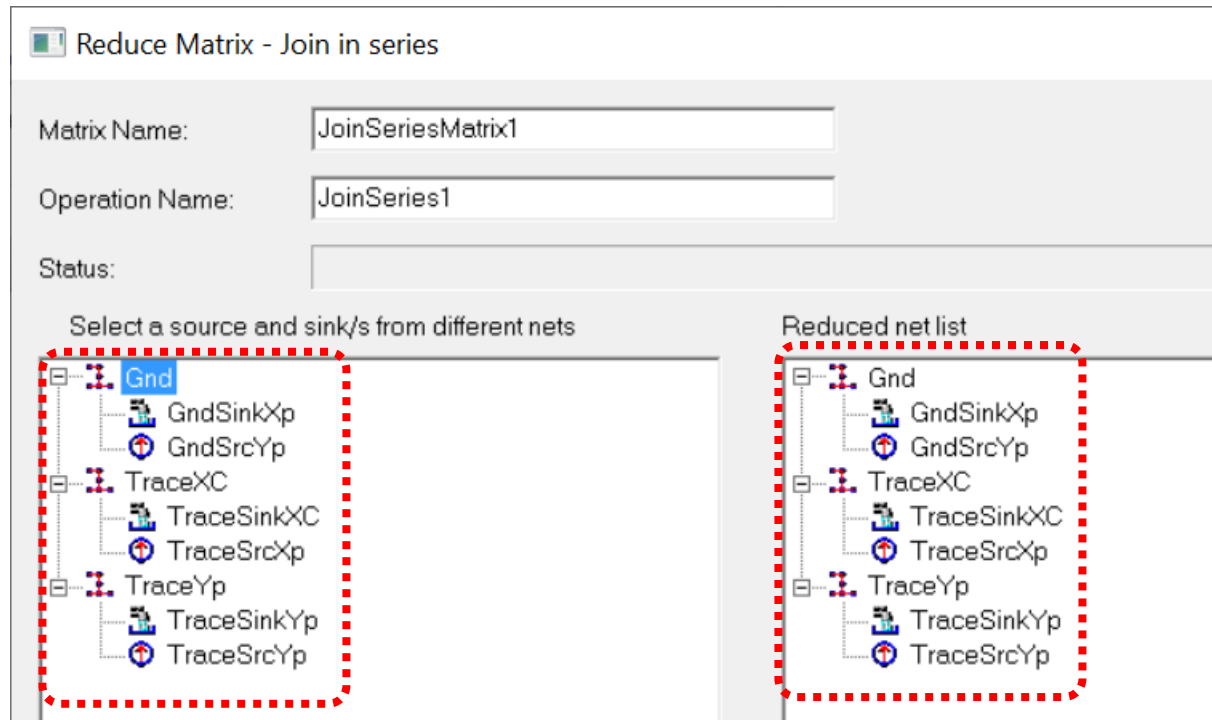 Reduce Matrix - Join in series
Matrix Name:
JoinSeriesMatrix1
Operation Name:
JoinSeries1
Status:
Select a source and sink/s from different nets
Gnd
GndSinkXp
GndSrcYp
TraceXC
TraceSinkXC
TraceSrcXp
TraceYp
TraceSinkYp
TraceSrcYp
Reduced net list
Gnd
GndSinkXp
GndSrcYp
TraceXC
TraceSinkXC
TraceSrcXp
TraceYp
TraceSinkYp
TraceSrcYp